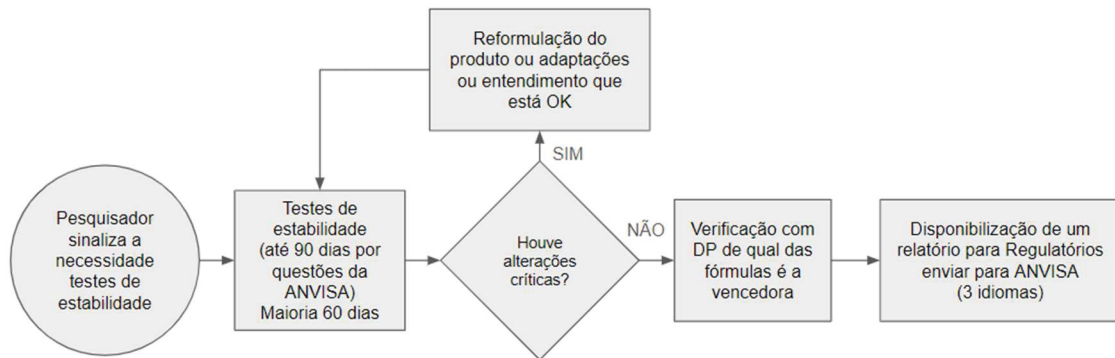 Reformulação do
produto ou adaptações
ou entendimento que
está OK
SIM
Pesquisador
sinaliza a
necessidade
testes de
estabilidade
Testes de
estabilidade
(até 90 dias por
questões da
ANVISA)
Maioria 60 dias
Houve
alterações
críticas?
NÃO
Verificação com
DP de qual das
fórmulas é a
vencedora
Disponibilização de um
relatório para Regulatórios
enviar para ANVISA
(3 idiomas)